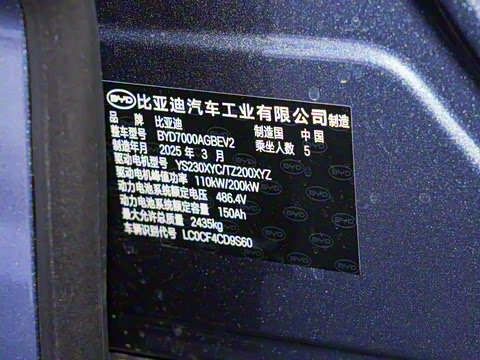 BYD 比亚迪汽车工业有限公司制造
品 牌 比亚迪 制造国 中国
整车型号 BYD7000AGBEV2 乘坐人数 5
制造年月 2025 年 3 月
驱动电机型号 YS230XYC/TZ200XYZ
驱动电机峰值功率 110kW/200kW
动力电池系统额定电压 486.4V
动力电池系统额定容量 150Ah
最大允许总质量 2435kg
车辆识别代号 LC0CF4CD9S60